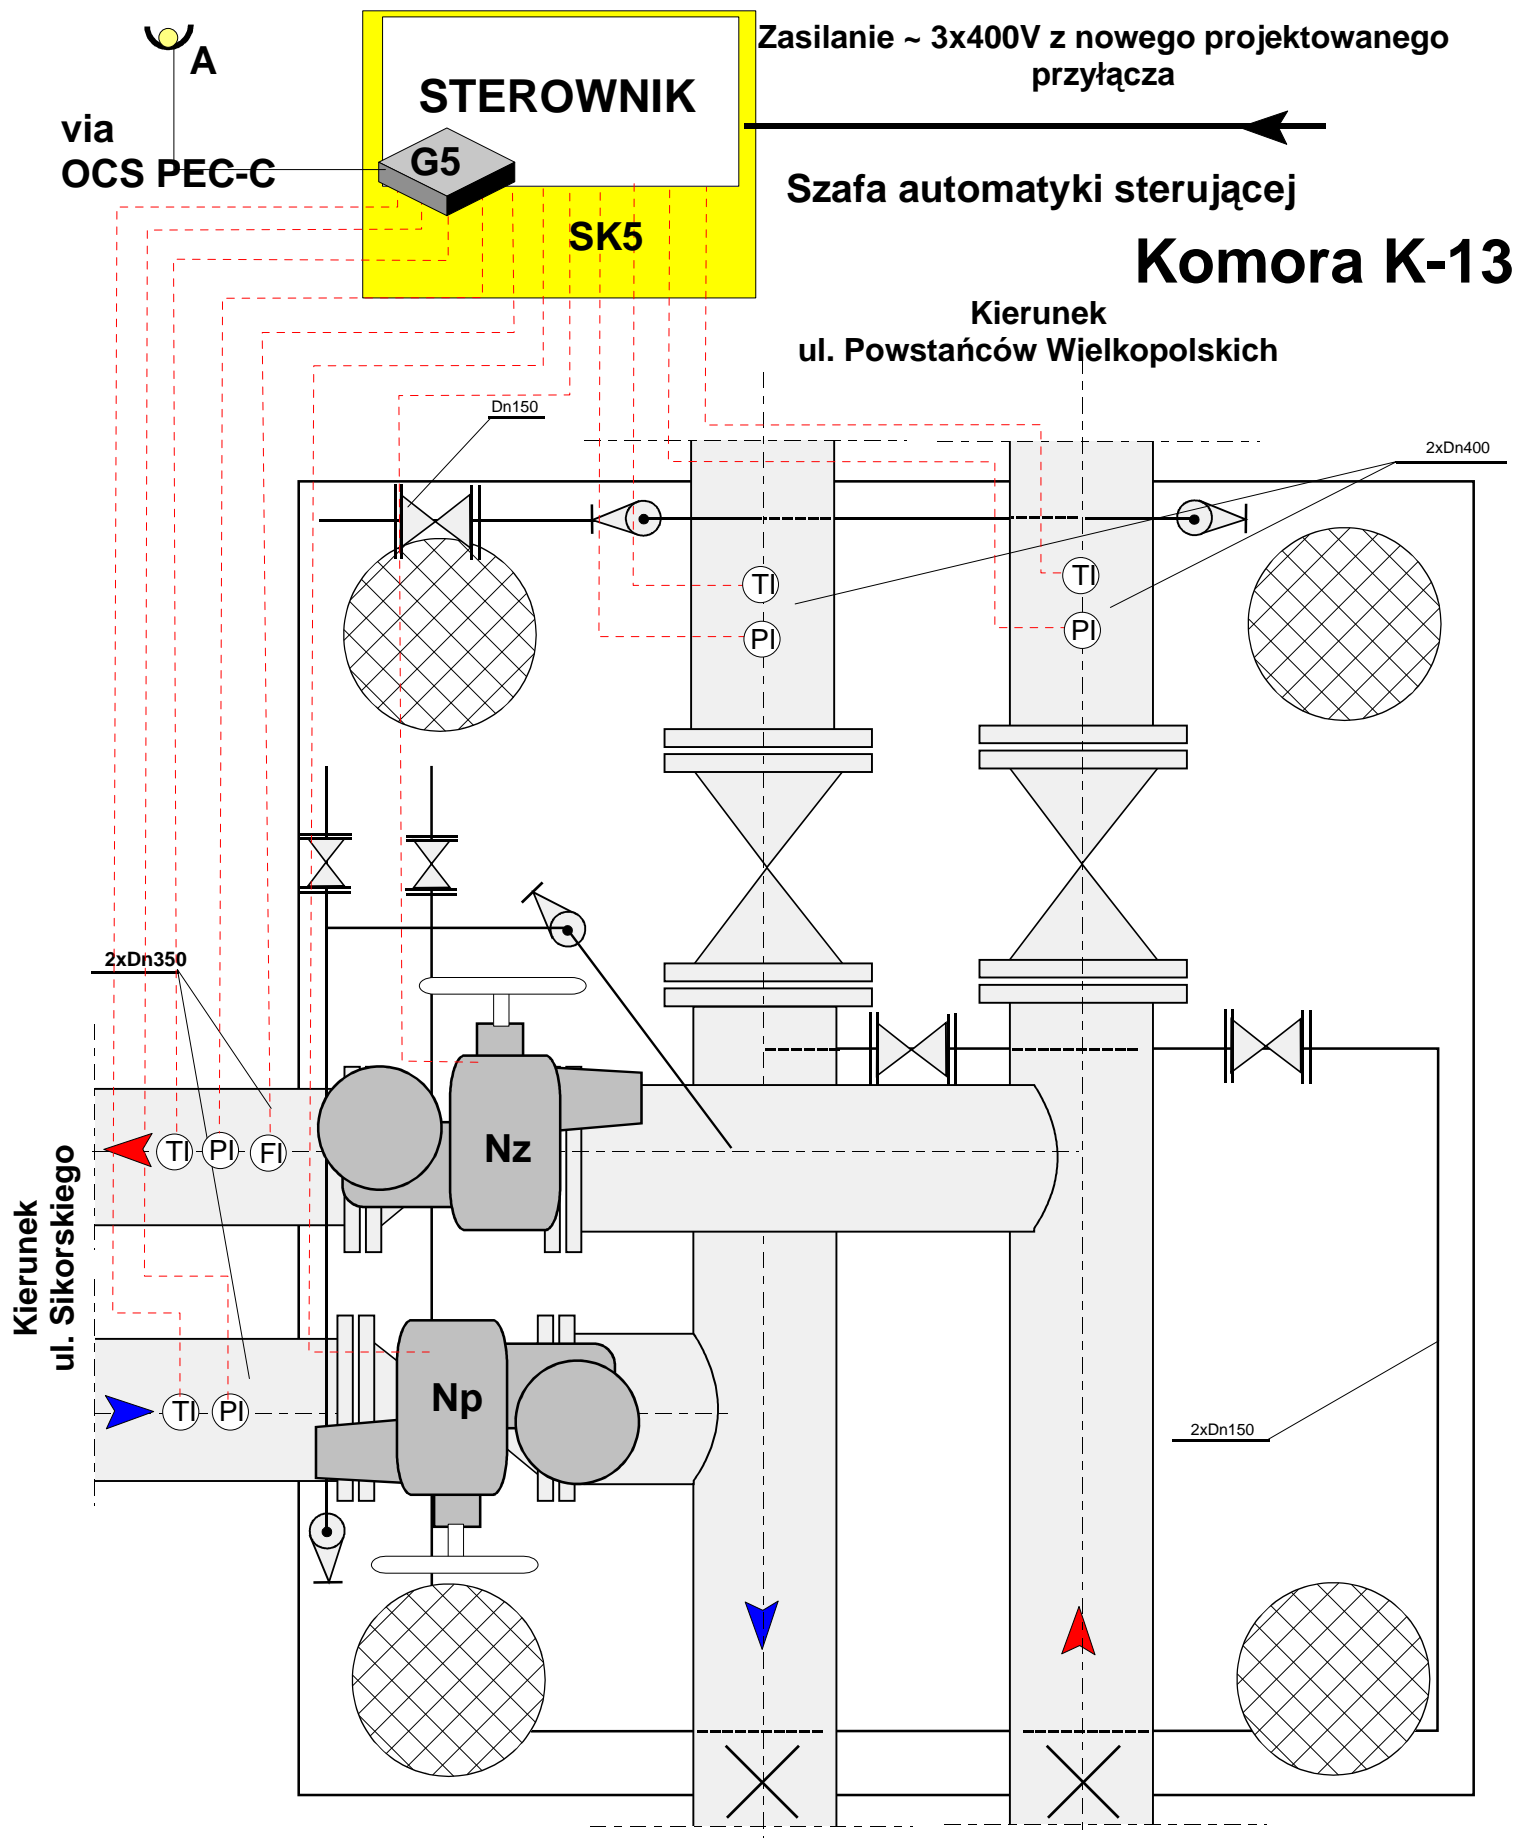 A
Zasilanie ~ 3x400V z nowego projektowanego
przyłącza
STEROWNIK
via
OCS PEC-C
G5
Szafa automatyki sterującej
SK5
Komora K-13
Kierunek
ul. Powstańców Wielkopolskich
Dn150
2xDn400
TI
TI
PI
PI
2xDn350
Nz
TI
PI
FI
Kierunek
ul. Sikorskiego
Np
TI
PI
2xDn150